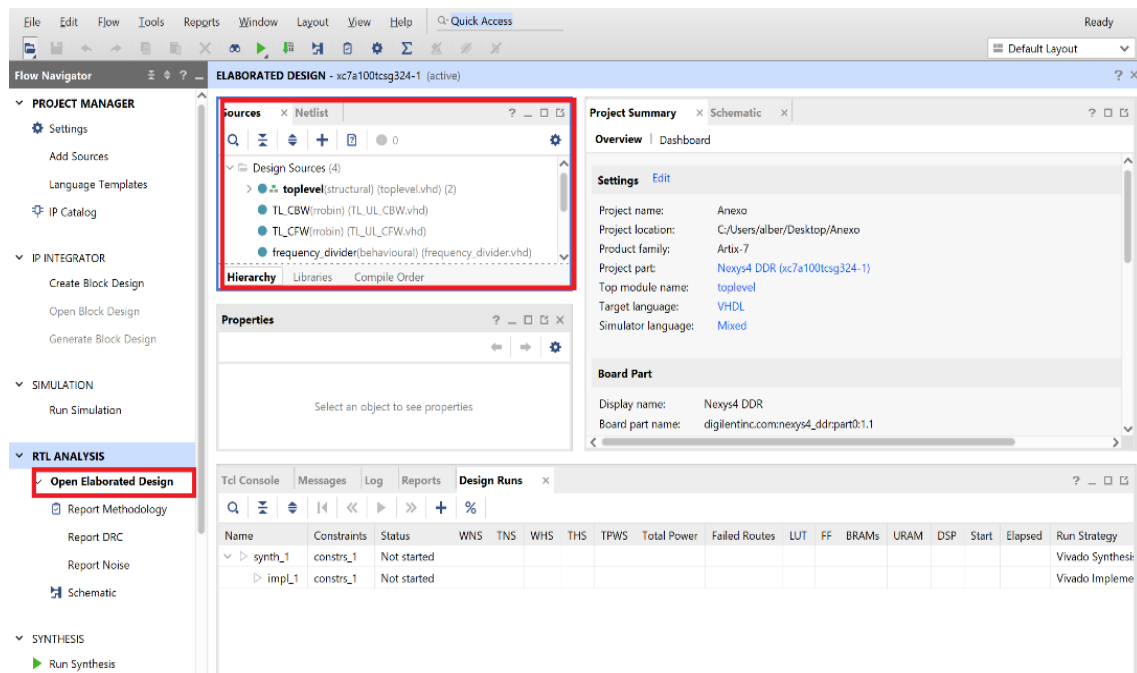 File Edit Flow Tools Reports Window Layout View Help Quick Access Ready
Default Layout
Flow Navigator
PROJECT MANAGER
Settings
Add Sources
Language Templates
IP Catalog
IP INTEGRATOR
Create Block Design
Open Block Design
Generate Block Design
SIMULATION
Run Simulation
RTL ANALYSIS
Open Elaborated Design
Report Methodology
Report DRC
Report Noise
Schematic
SYNTHESIS
Run Synthesis
ELABORATED DESIGN - xc7a100tcsg324-1 (active)
Sources Netlist
0
Design Sources (4)
toplevel(structural) (toplevel.vhd) (2)
TL_CBW(rrobin) (TL_UL_CBW.vhd)
TL_CFW(rrobin) (TL_UL_CFW.vhd)
frequency_divider(behavioural) (frequency_divider.vhd)
Hierarchy Libraries Compile Order
Properties
Select an object to see properties
Project Summary Schematic
Overview Dashboard
Settings Edit
Project name: Anexo
Project location: C:/Users/alber/Desktop/Anexo
Product family: Artix-7
Project part: Nexys4 DDR (xc7a100tcsg324-1)
Top module name: toplevel
Target language: VHDL
Simulator language: Mixed
Board Part
Display name: Nexys4 DDR
Board part name: digilentinc.com:nexys4_ddr:part0:1.1
Tcl Console Messages Log Reports Design Runs
Name Constraints Status WNS TNS WHS THS TPWS Total Power Failed Routes LUT FF BRAMs URAM DSP Start Elapsed Run Strategy
synth_1 constrs_1 Not started Vivado Synthesi
impl_1 constrs_1 Not started Vivado Impleme